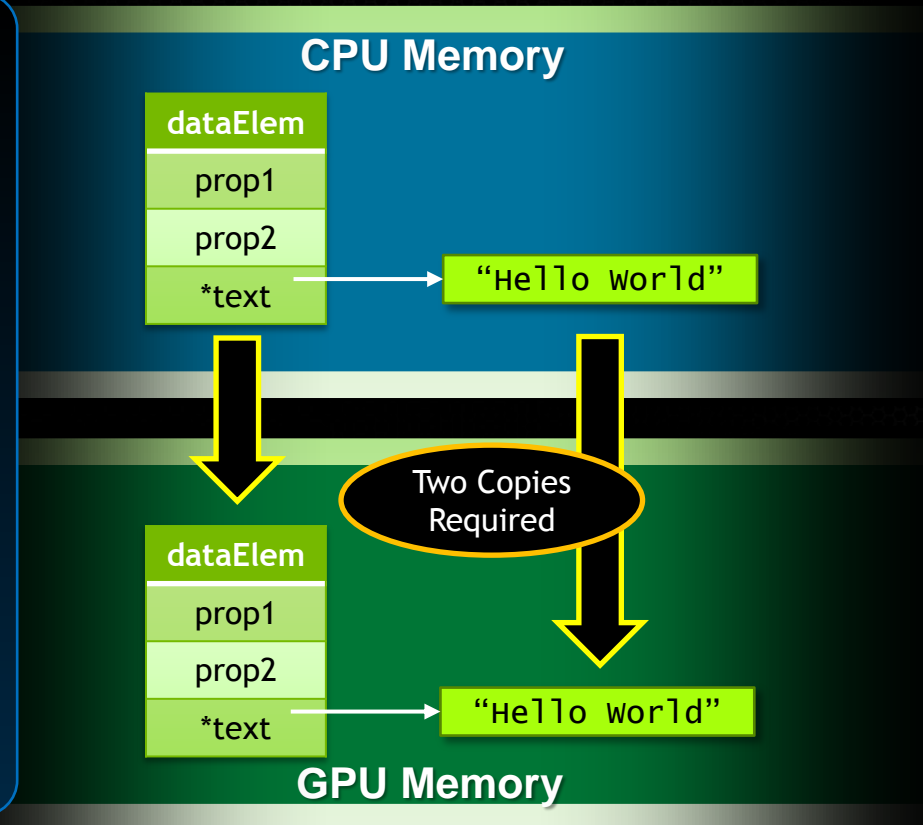 CPU Memory
dataElem
prop1
prop2
*text
“Hello World”
Two Copies
Required
dataElem
prop1
prop2
*text
“Hello World”
GPU Memory